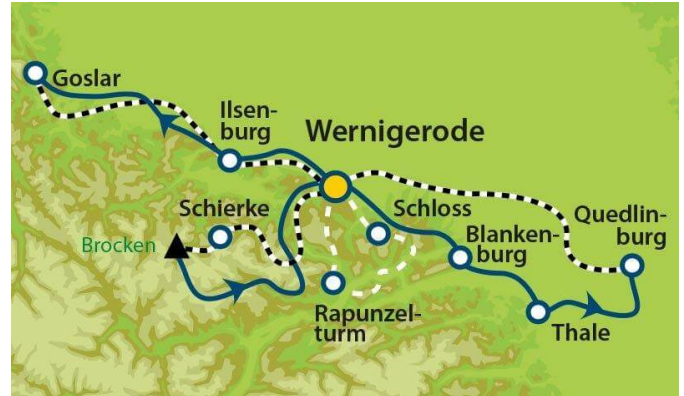 Goslar
Ilsen-
burg
Wernigerode
Schierke
Schloss
Quedlin-
burg
Brocken
Blanken-
burg
Rapunzel-
turm
Thale